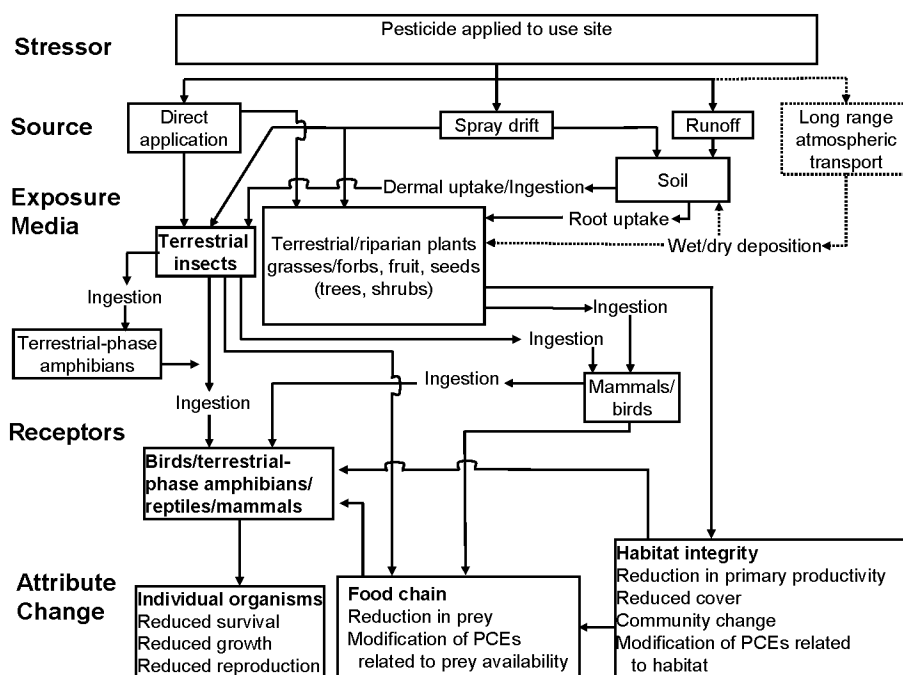 Stressor
Pesticide applied to use site
Source
Direct
application
Spray drift
Runoff
Long range
atmospheric
transport
Exposure
Media
Dermal uptake/Ingestion
Soil
Root uptake
Wet/dry deposition
Terrestrial
insects
Terrestrial/riparian plants
grasses/forbs, fruit, seeds
(trees, shrubs)
Ingestion
Ingestion
Ingestion
Terrestrial-phase
amphibians
Ingestion
Ingestion
Mammals/
birds
Receptors
Birds/terrestrial-
phase amphibians/
reptiles/mammals
Attribute
Change
Individual organisms
Reduced survival
Reduced growth
Reduced reproduction
Food chain
Reduction in prey
Modification of PCEs
related to prey availability
Habitat integrity
Reduction in primary productivity
Reduced cover
Community change
Modification of PCEs related
to habitat